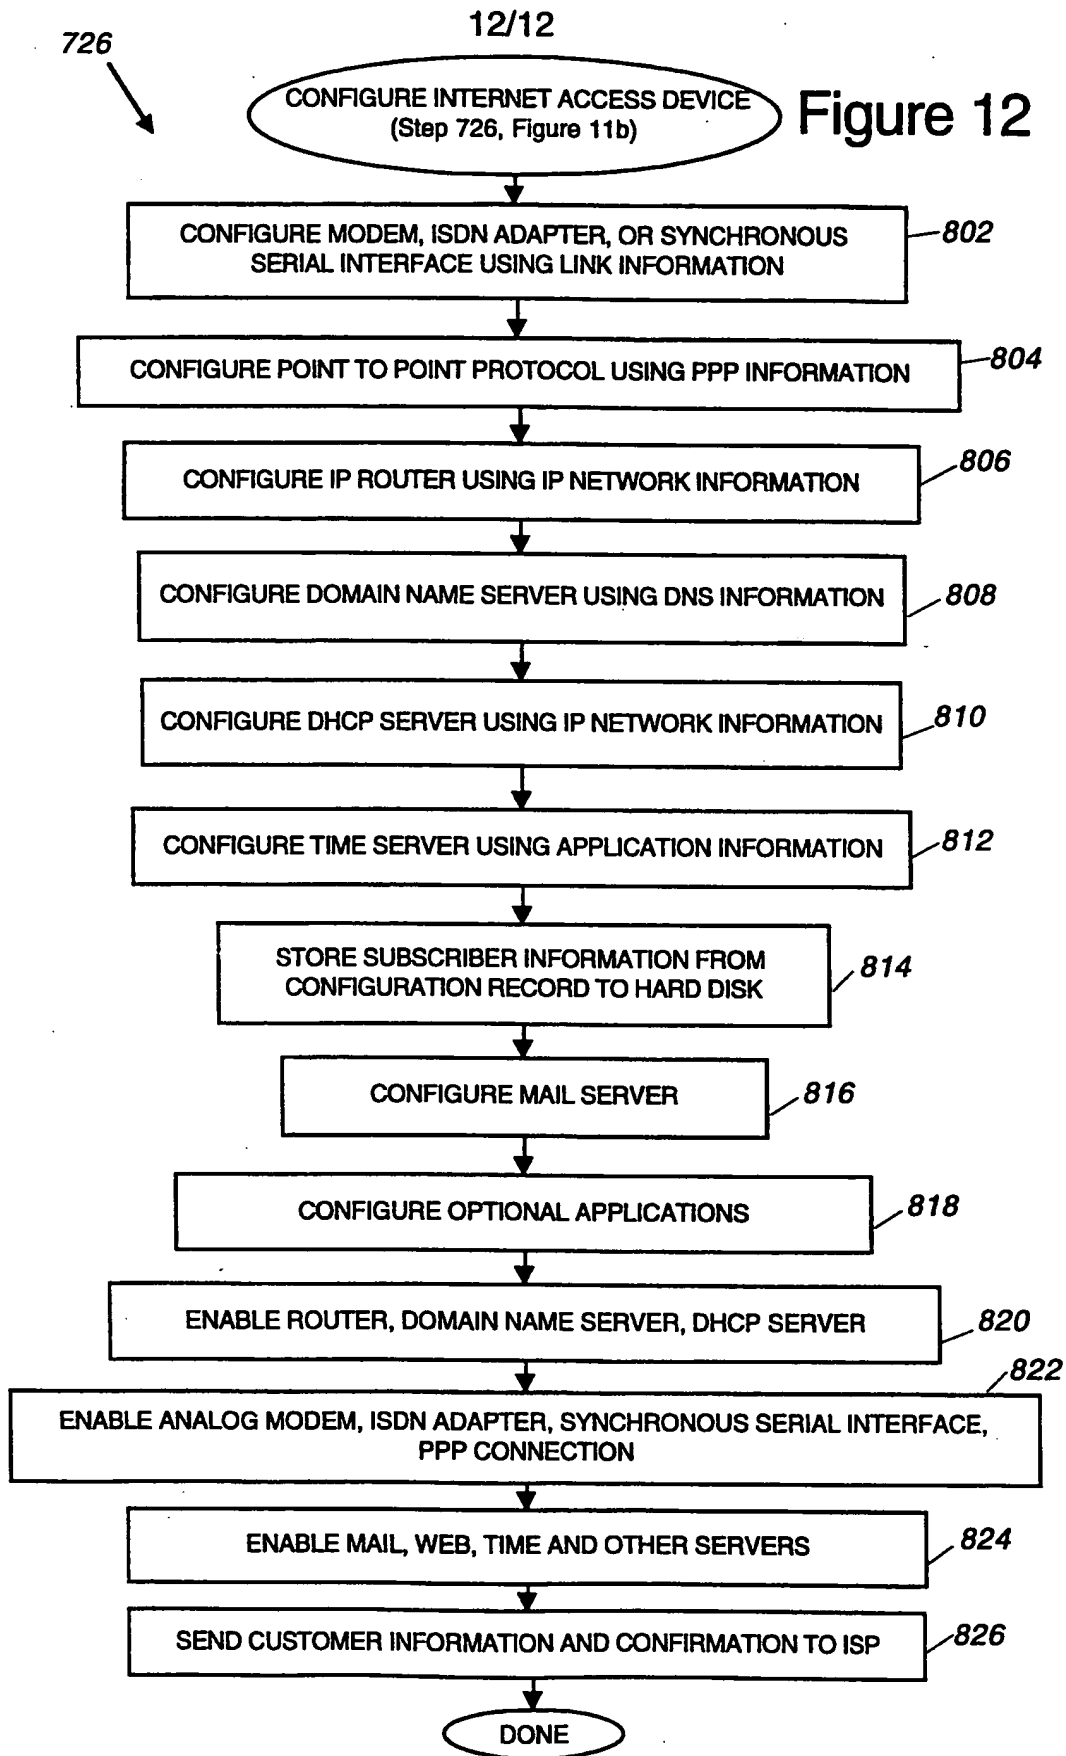 12/12
726
CONFIGURE INTERNET ACCESS DEVICE
(Step 726, Figure 11b)
Figure 12
CONFIGURE MODEM, ISDN ADAPTER, OR SYNCHRONOUS
SERIAL INTERFACE USING LINK INFORMATION
802
CONFIGURE POINT TO POINT PROTOCOL USING PPP INFORMATION
804
CONFIGURE IP ROUTER USING IP NETWORK INFORMATION
806
CONFIGURE DOMAIN NAME SERVER USING DNS INFORMATION
808
CONFIGURE DHCP SERVER USING IP NETWORK INFORMATION
810
CONFIGURE TIME SERVER USING APPLICATION INFORMATION
812
STORE SUBSCRIBER INFORMATION FROM
CONFIGURATION RECORD TO HARD DISK
814
CONFIGURE MAIL SERVER
816
CONFIGURE OPTIONAL APPLICATIONS
818
ENABLE ROUTER, DOMAIN NAME SERVER, DHCP SERVER
820
822
ENABLE ANALOG MODEM, ISDN ADAPTER, SYNCHRONOUS SERIAL INTERFACE,
PPP CONNECTION
ENABLE MAIL, WEB, TIME AND OTHER SERVERS
824
SEND CUSTOMER INFORMATION AND CONFIRMATION TO ISP
826
DONE